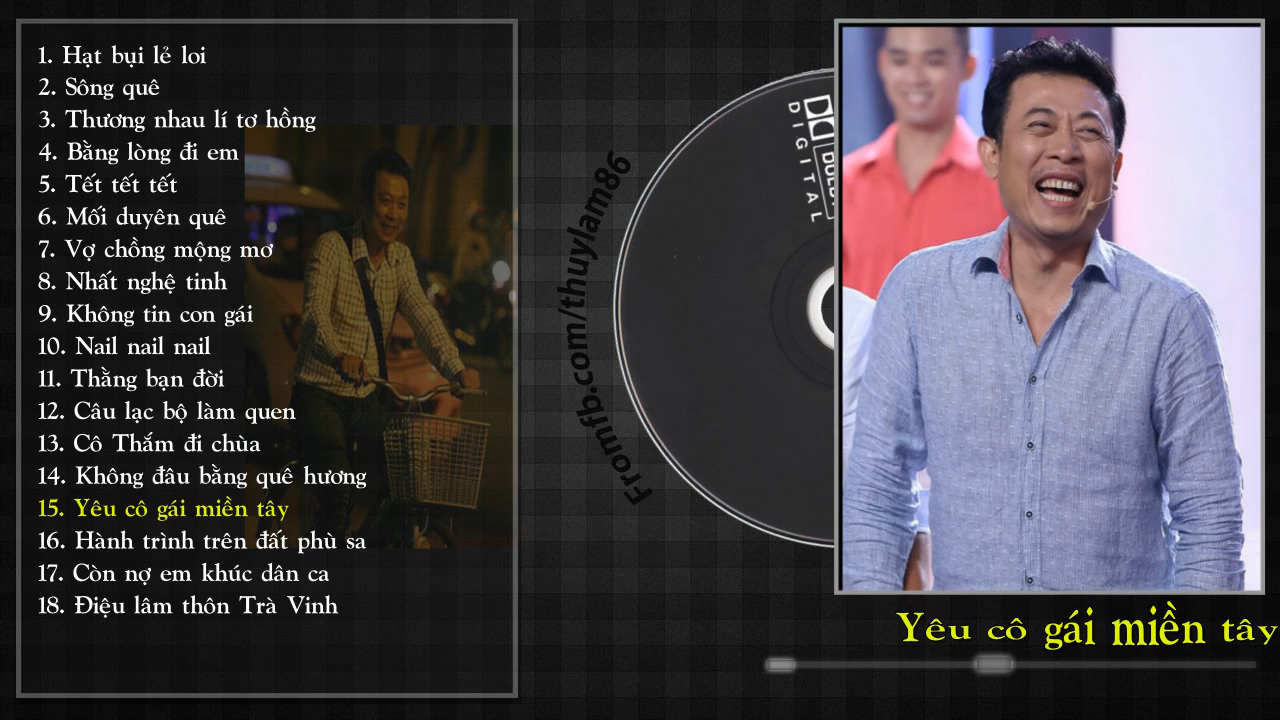 1. Hạt bụi lẻ loi
2. Sông quê
3. Thương nhau lí tơ hồng
4. Bằng lòng đi em
5. Tết tết tết
6. Mối duyên quê
7. Vợ chồng mộng mơ
8. Nhất nghệ tinh
9. Không tin con gái
10. Nail nail nail
11. Thằng bạn đời
12. Câu lạc bộ làm quen
13. Cô Thắm đi chùa
14. Không đâu bằng quê hương
15. Yêu cô gái miền tây
16. Hành trình trên đất phù sa
17. Còn nợ em khúc dân ca
18. Điệu lâm thôn Trà Vinh
Fromfb.com/thuylam86
DIGITAL
Yêu cô gái miền tây